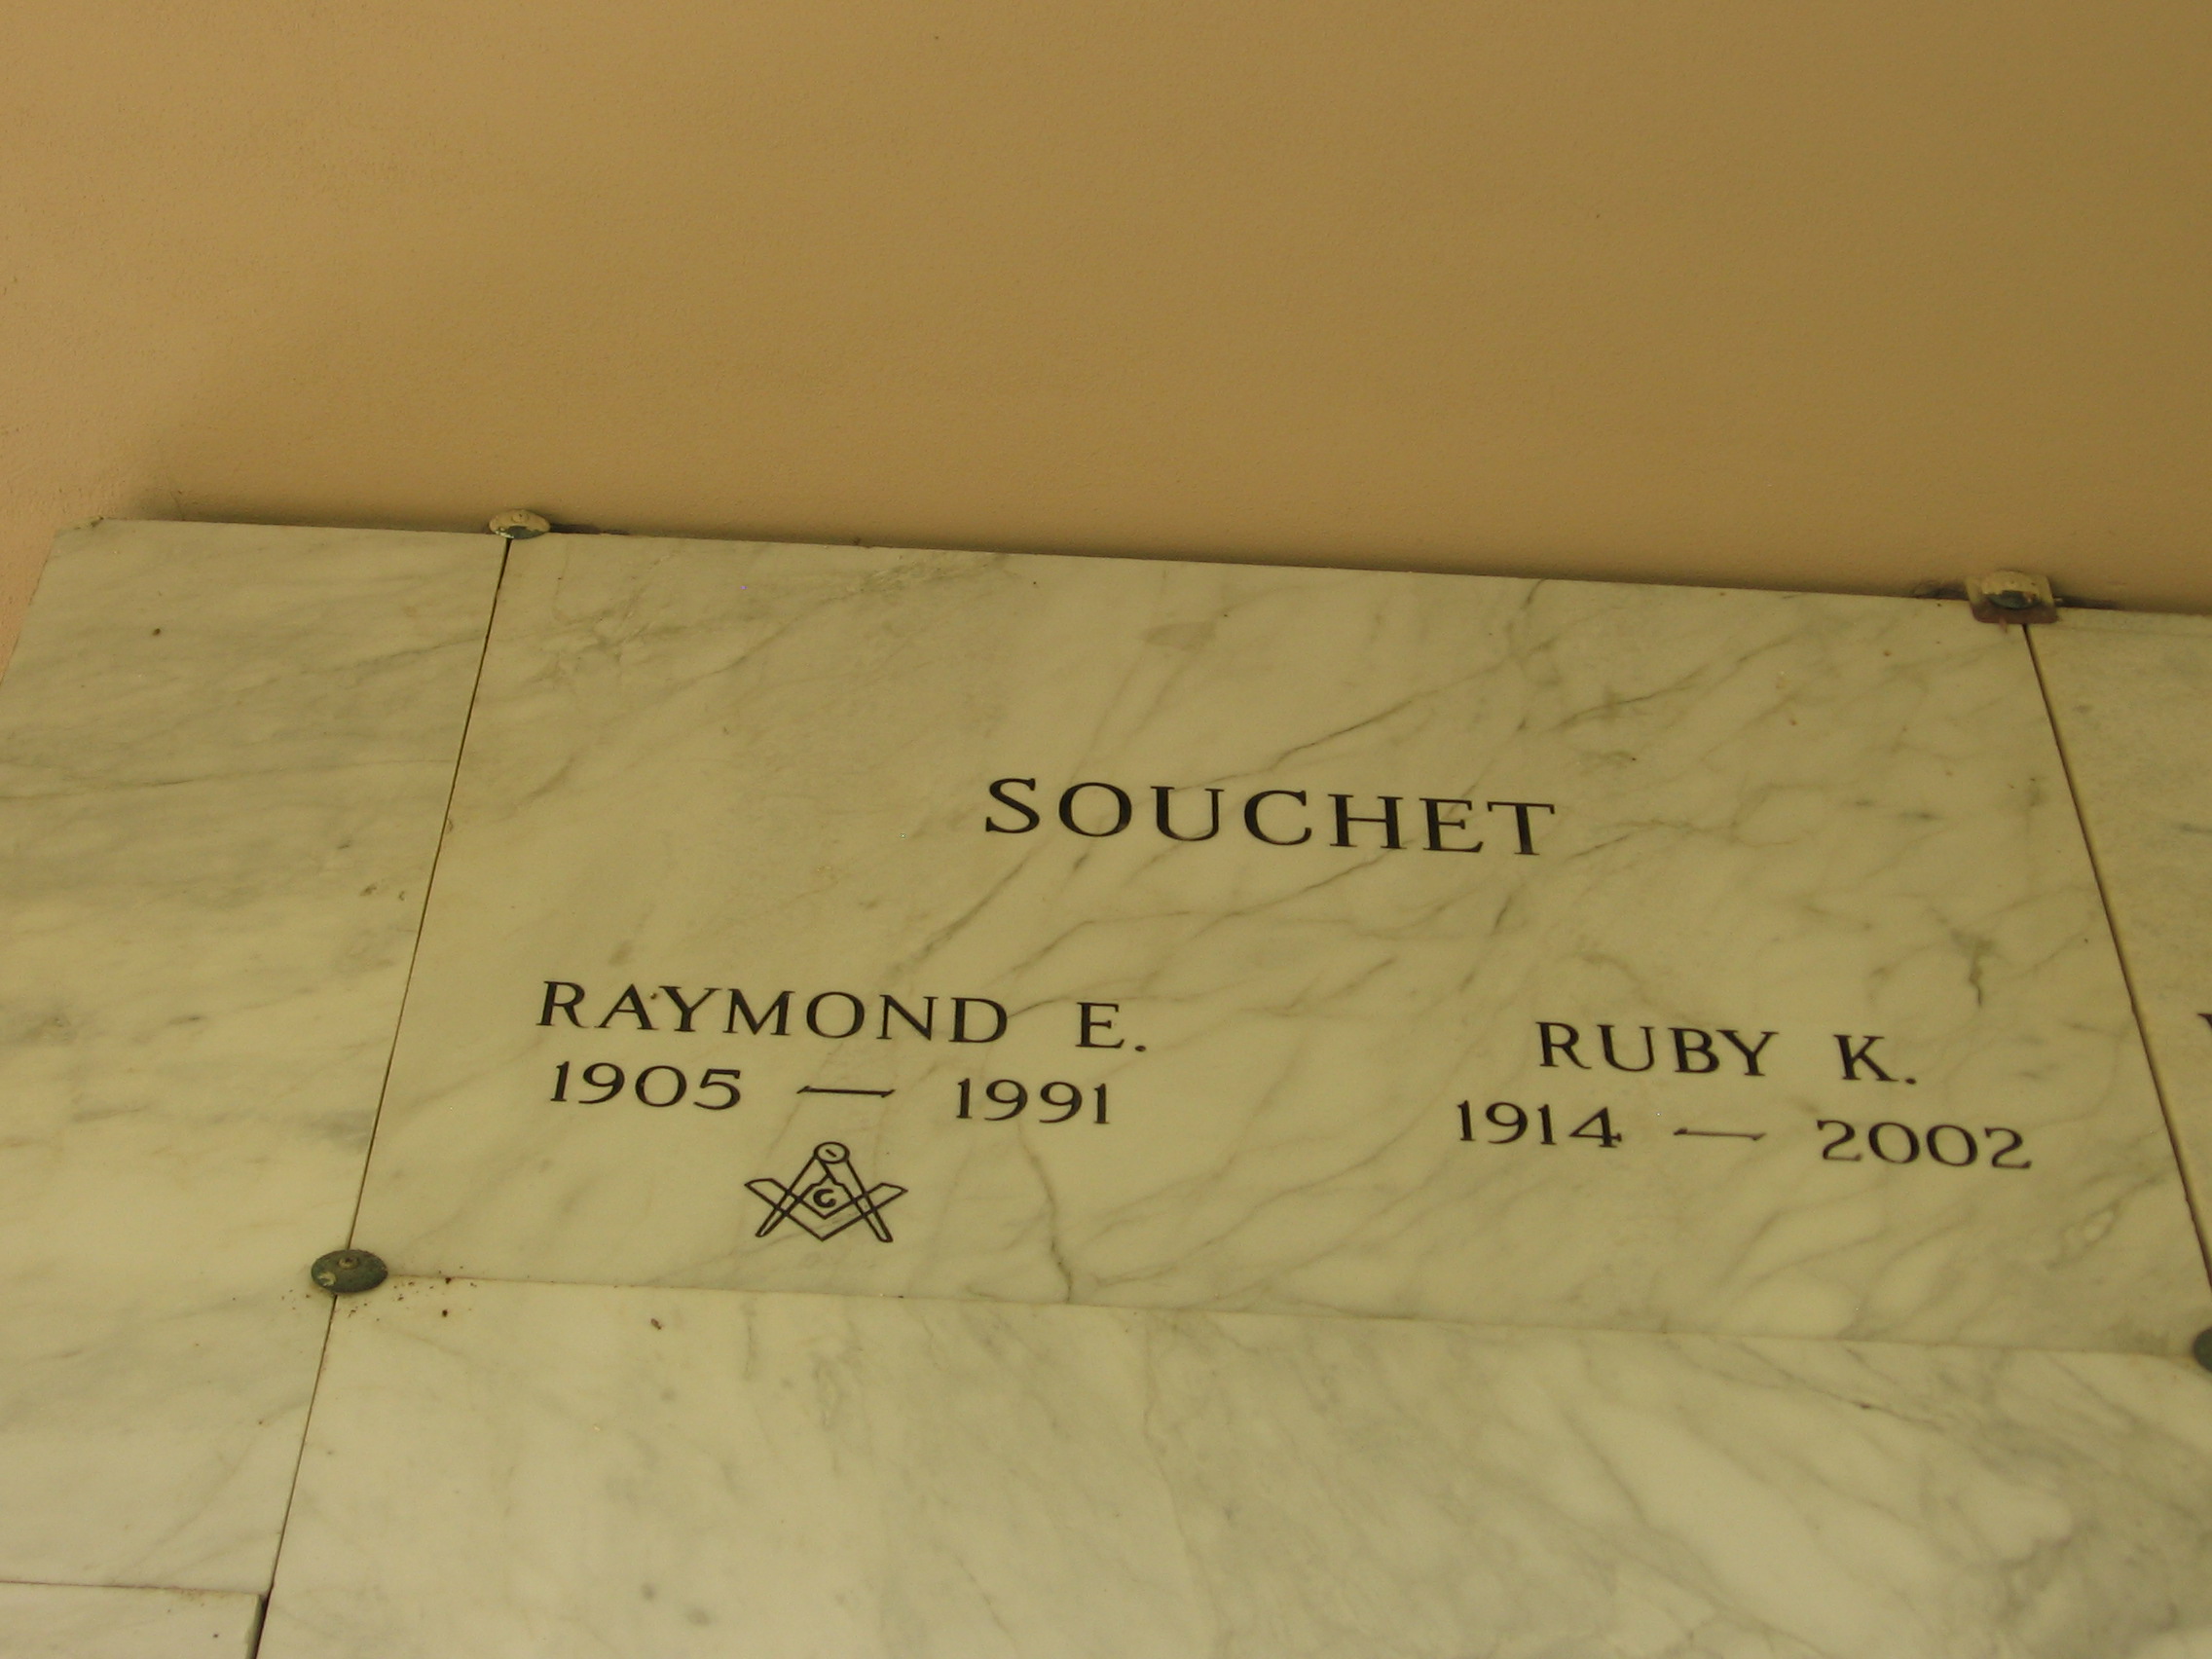 SOUCHET
RAYMOND E.
1905 — 1991
G
RUBY K.
1914 — 2002